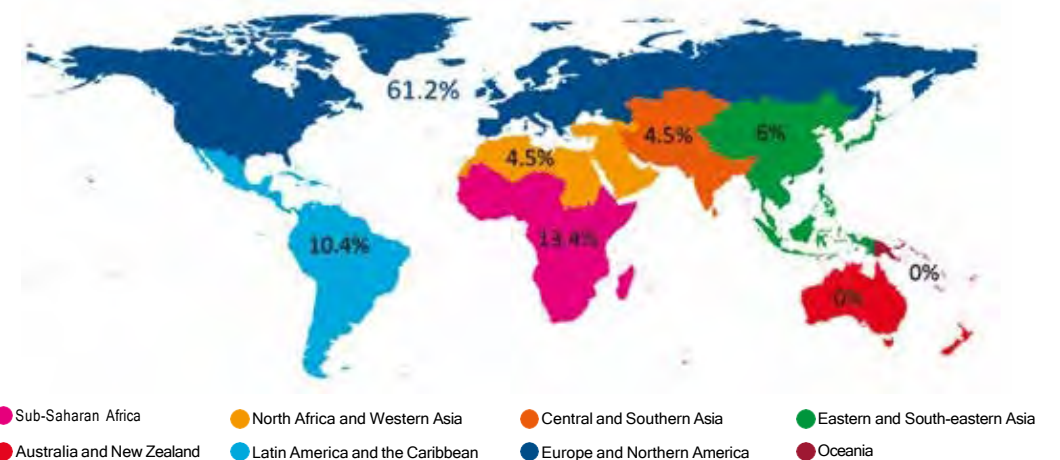 61.2%
4.5%
6%
4.5%
10.4%
13.4%
0%
0%
Sub-Saharan Africa
North Africa and Western Asia
Central and Southern Asia
Eastern and South-eastern Asia
Australia and New Zealand
Latin America and the Caribbean
Europe and Northern America
Oceania